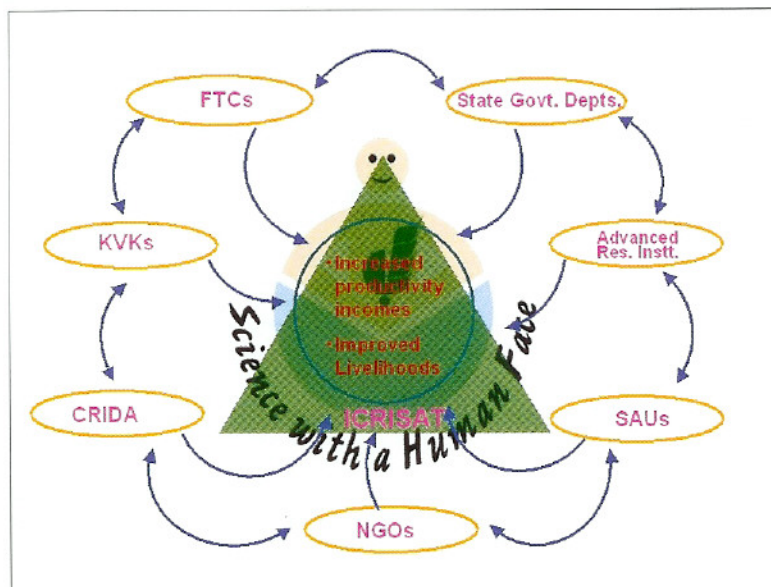 FTCs
State Govt. Depts.
KVKs
Advanced
Res. Instt.
• Increased
productivity
incomes
• Improved
Livelihoods
Science with a Human Face
ICRISAT
CRIDA
SAUs
NGOs